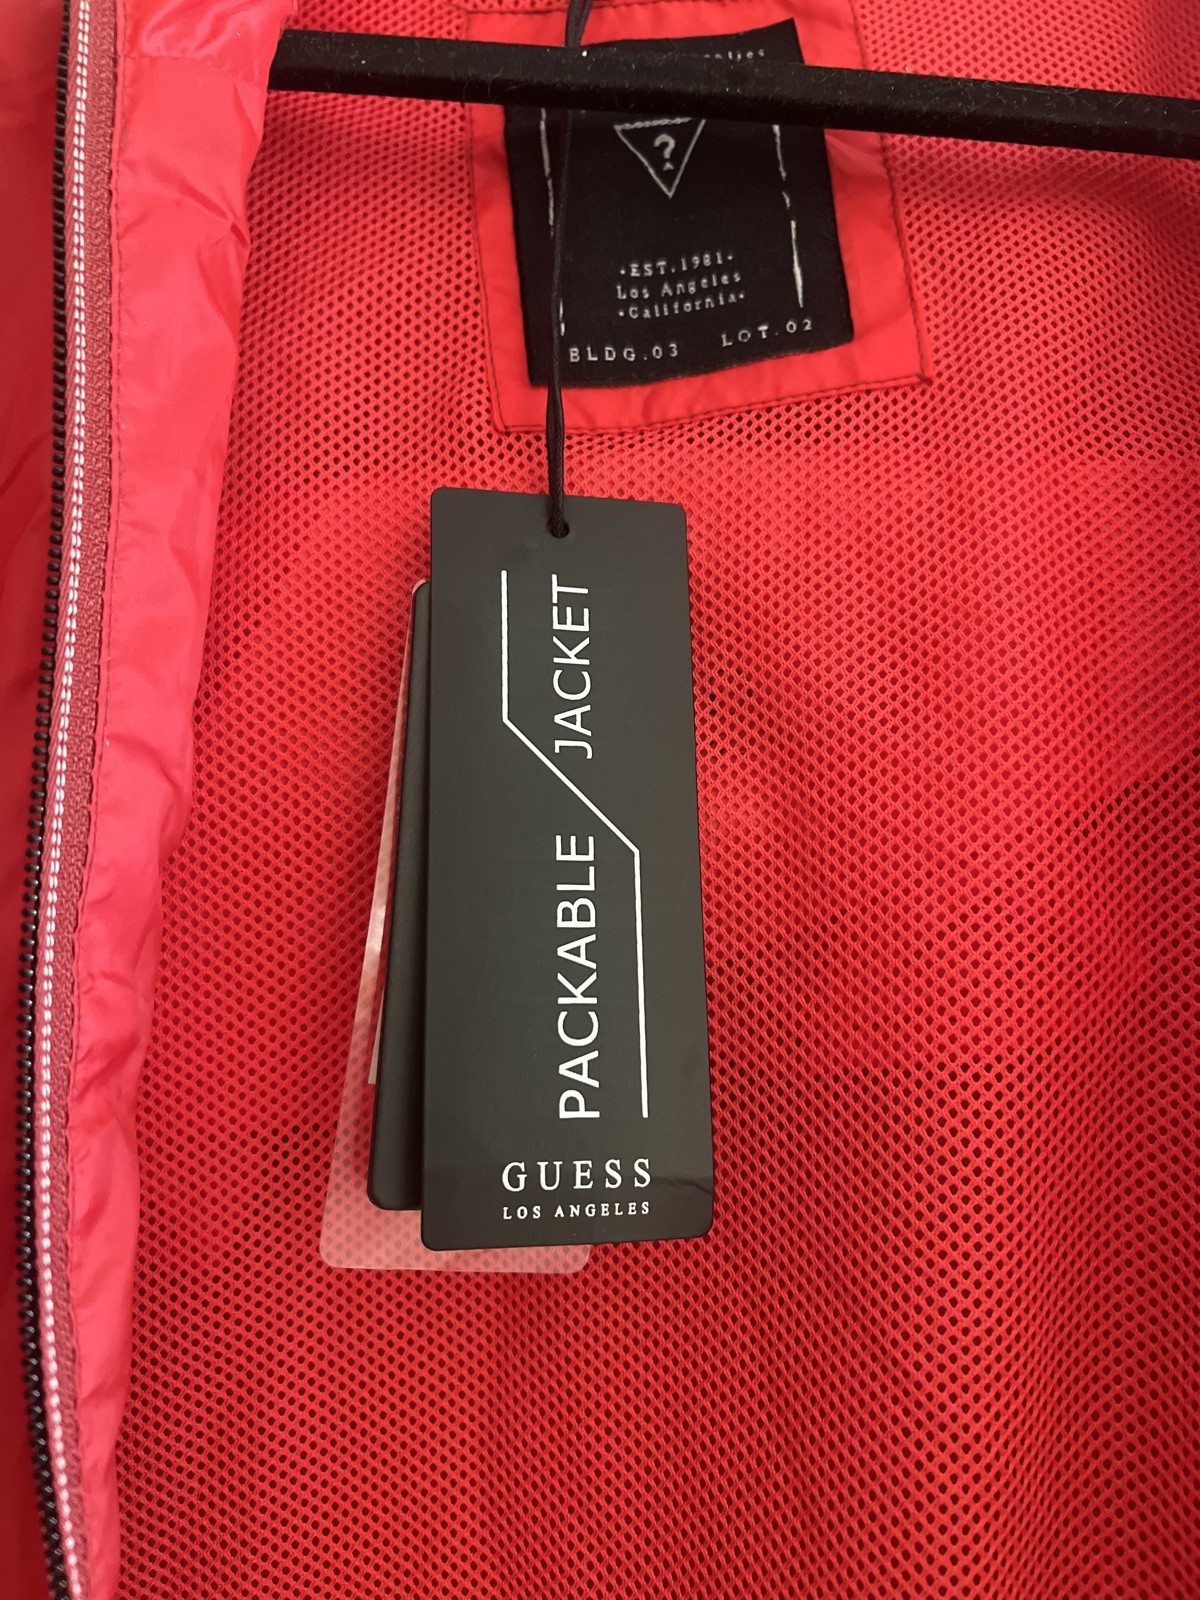 ?
·EST.1981·
Los Angeles
·California·
BLDG.03 LOT.02
PACKABLE JACKET
GUESS
LOS ANGELES